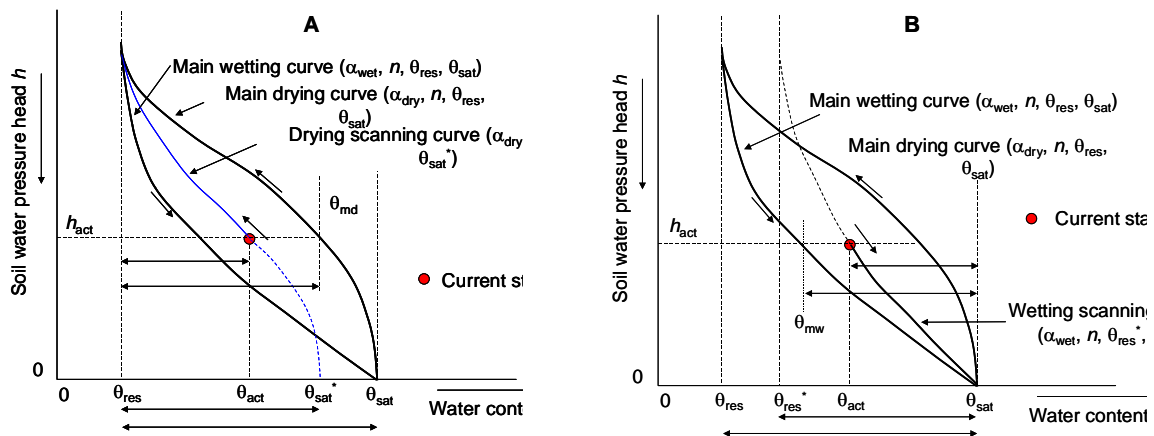 A
Soil water pressure head h
Main wetting curve (αwet, n, θres, θsat)
Main drying curve (αdry, n, θres,
θsat)
Drying scanning curve (αdry
θsat*)
θmd
hact
Current st
0
0
θres
θact
θsat*
θsat
Water cont
B
Soil water pressure head h
Main wetting curve (αwet, n, θres, θsat)
Main drying curve (αdry, n, θres,
θsat)
hact
Current sta
θmw
Wetting scanning
(αwet, n, θres*,
0
0
θres
θres*
θact
θsat
Water content